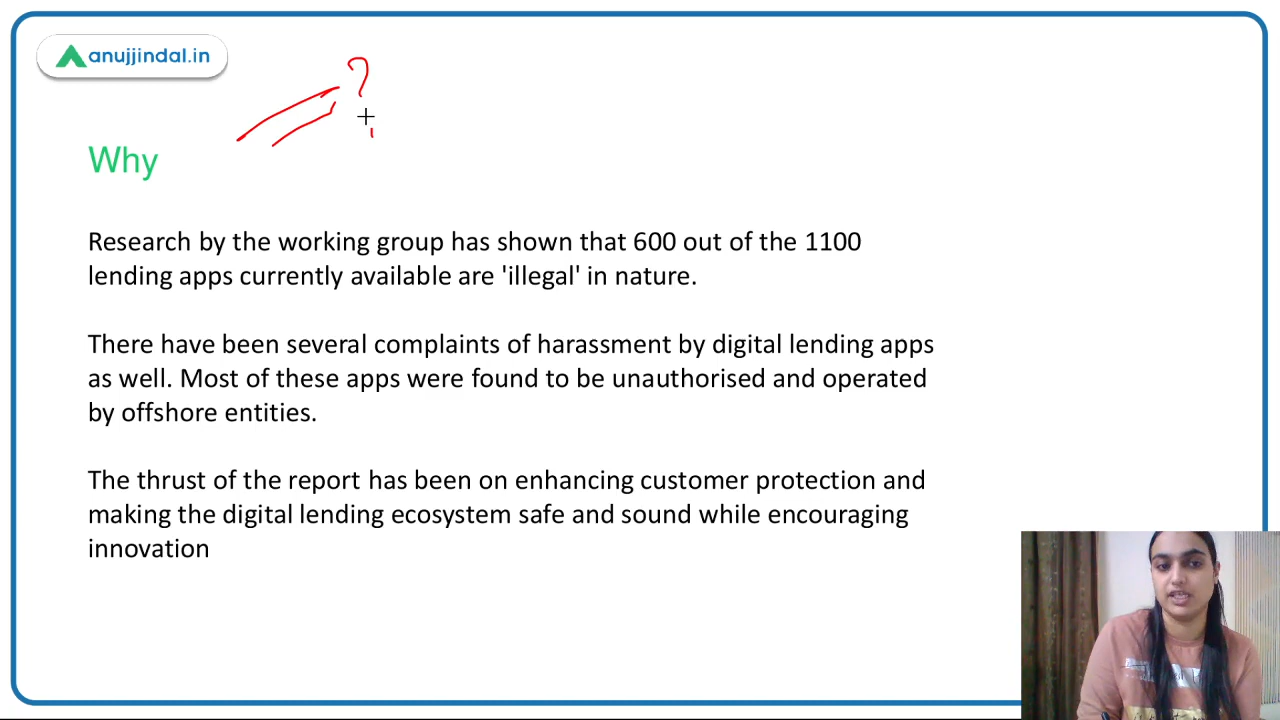 anujjindal.in
?
Why
Research by the working group has shown that 600 out of the 1100
lending apps currently available are 'illegal' in nature.
There have been several complaints of harassment by digital lending apps
as well. Most of these apps were found to be unauthorised and operated
by offshore entities.
The thrust of the report has been on enhancing customer protection and
making the digital lending ecosystem safe and sound while encouraging
innovation